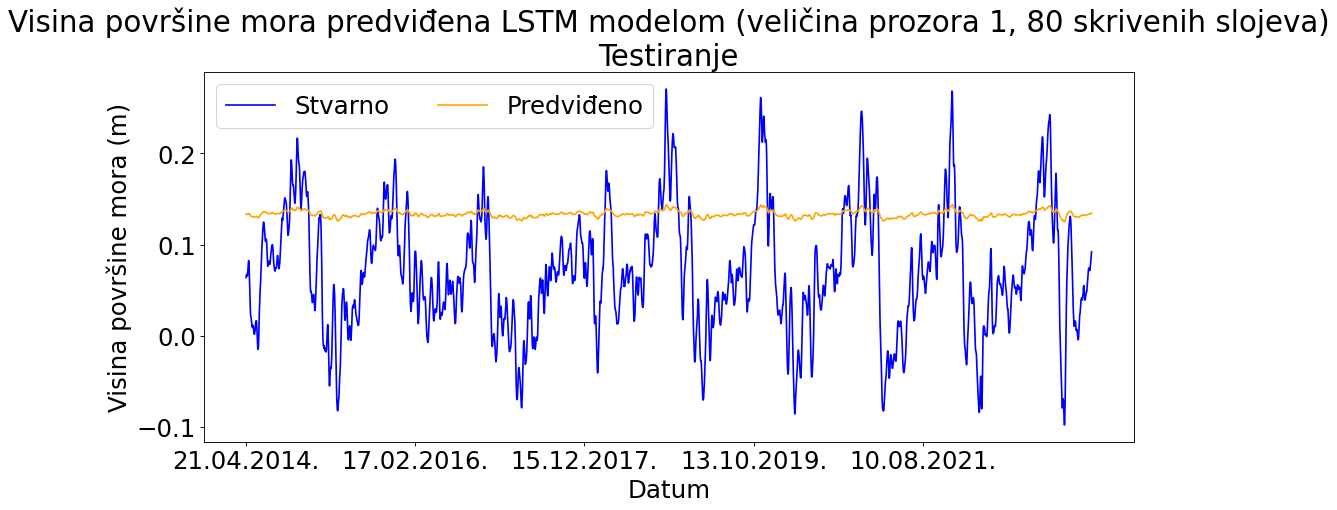 Visina površine mora predviđena LSTM modelom (veličina prozora 1, 80 skrivenih slojeva)
Testiranje
Stvarno
Predviđeno
Visina površine mora (m)
0.2
0.1
0.0
−0.1
21.04.2014.
17.02.2016.
15.12.2017.
13.10.2019.
10.08.2021.
Datum